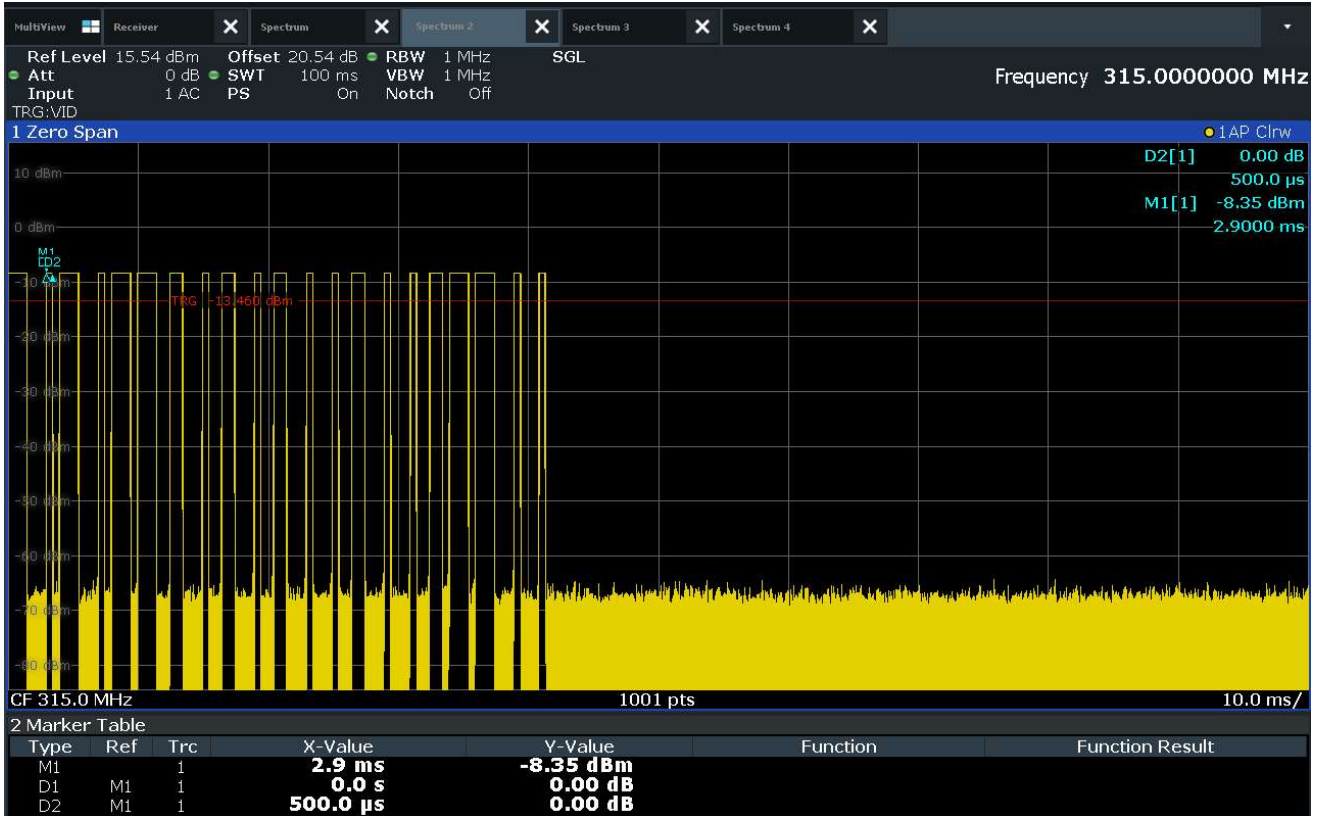 MultiView Receiver Spectrum Spectrum 2 Spectrum 3 Spectrum 4
Ref Level 15.54 dBm Offset 20.54 dB RBW 1 MHz SGL
Att 0 dB SWT 100 ms VBW 1 MHz
Input 1 AC PS On Notch Off
Frequency 315.0000000 MHz
TRG:VID
1 Zero Span 1AP Clrw
D2[1] 0.00 dB
500.0 µs
M1[1] -8.35 dBm
2.9000 ms
10 dBm
0 dBm
M1
D2
-10 dBm
TRG -13.460 dBm
-20 dBm
-30 dBm
-40 dBm
-50 dBm
-60 dBm
-70 dBm
-80 dBm
CF 315.0 MHz 1001 pts 10.0 ms/
2 Marker Table
Type Ref Trc X-Value Y-Value Function Function Result
M1 1 2.9 ms -8.35 dBm
D1 M1 1 0.0 s 0.00 dB
D2 M1 1 500.0 µs 0.00 dB